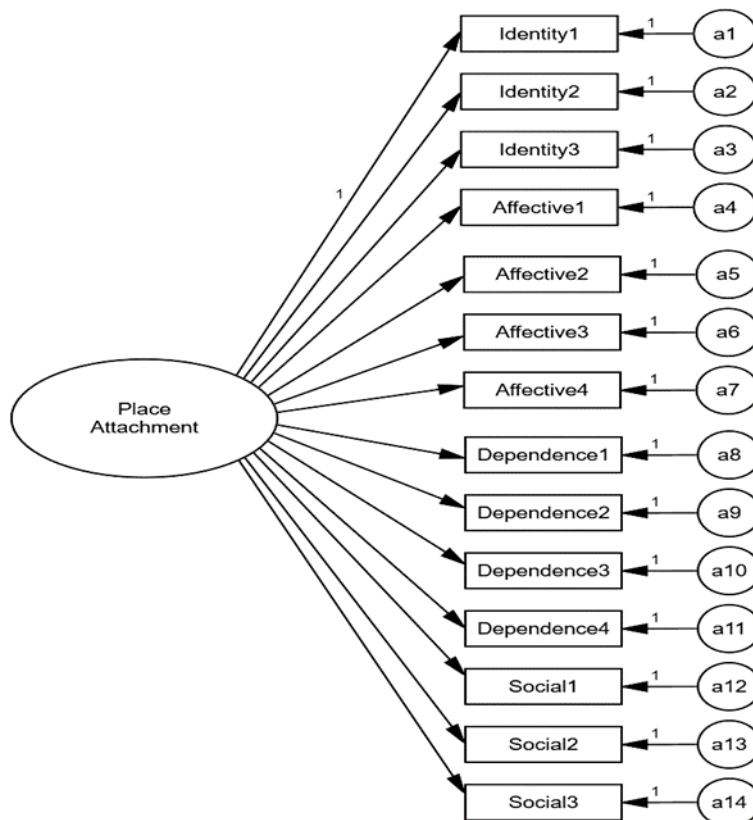 Identity1 1 a1
Identity2 1 a2
Identity3 1 a3
1
Affective1 1 a4
Affective2 1 a5
Affective3 1 a6
Affective4 1 a7
Place
Attachment
Dependence1 1 a8
Dependence2 1 a9
Dependence3 1 a10
Dependence4 1 a11
Social1 1 a12
Social2 1 a13
Social3 1 a14